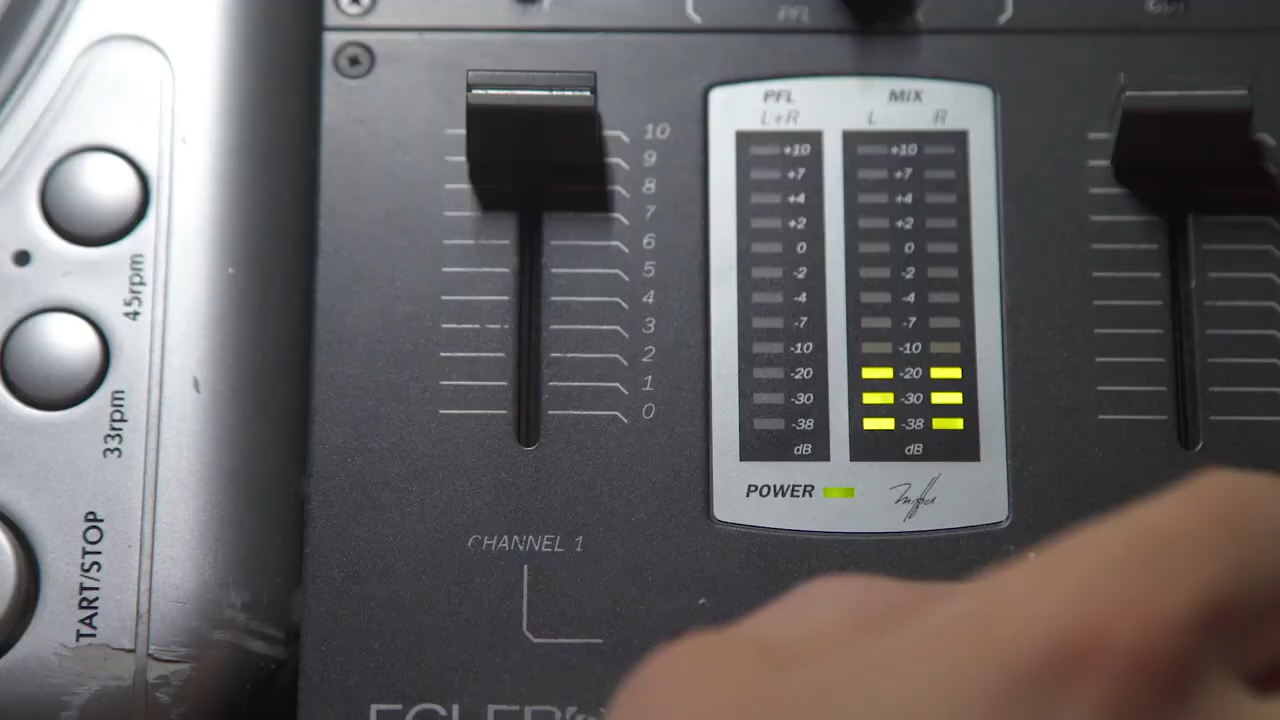 PFL
PFL MIX
L+R L R
10
9
8
7
6
5
4
3
2
1
0
+10 +10
+7 +7
+4 +4
+2 +2
0 0
-2 -2
-4 -4
-7 -7
-10 -10
-20 -20
-30 -30
-38 -38
dB dB
POWER
CHANNEL 1
ECLER
45rpm
33rpm
TART/STOP